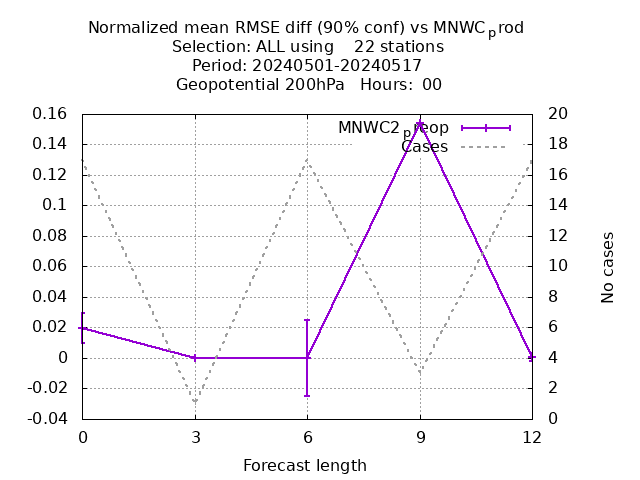 Normalized mean RMSE diff (90% conf) vs MNWCprod
Selection: ALL using    22 stations
Period: 20240501-20240517
Geopotential 200hPa   Hours:  00
MNWC2preop
Cases
0.16
0.14
0.12
0.1
0.08
0.06
0.04
0.02
0
-0.02
-0.04
20
18
16
14
12
10
8
6
4
2
0
No cases
0 3 6 9 12
Forecast length